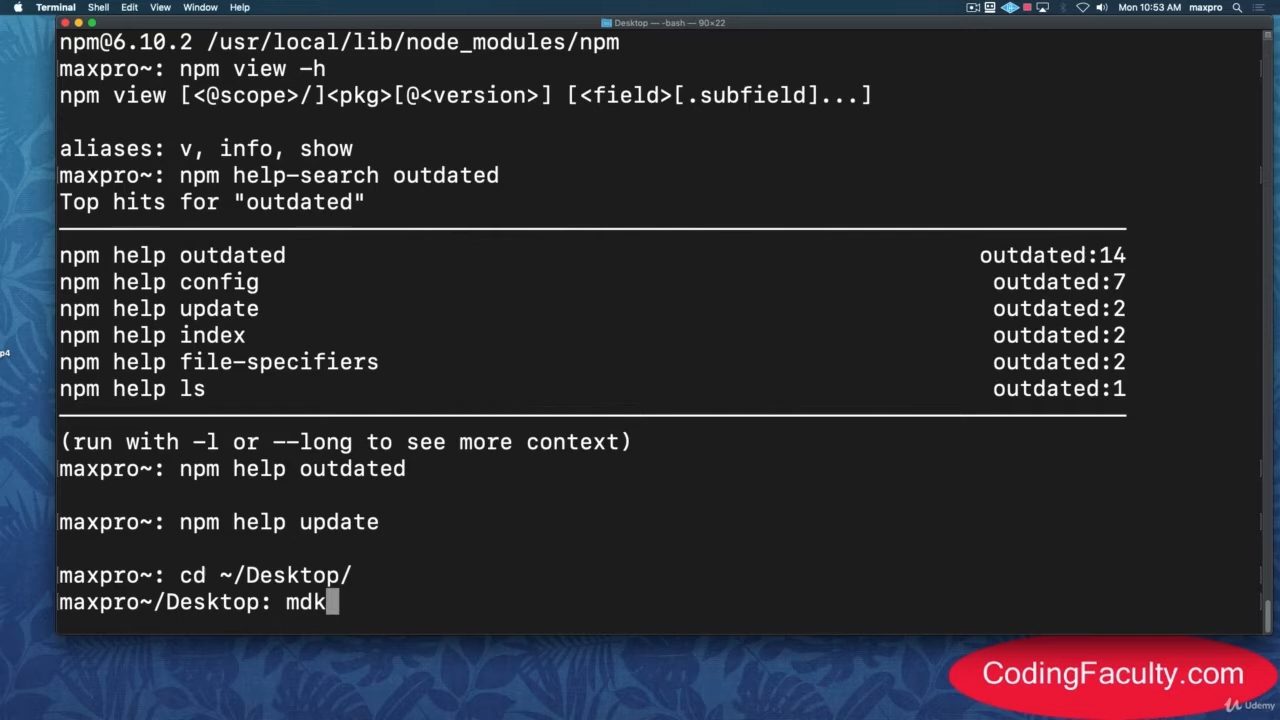 Terminal Shell Edit View Window Help Mon 10:53 AM maxpro
Desktop — -bash — 90×22
npm@6.10.2 /usr/local/lib/node_modules/npm
maxpro~: npm view -h
npm view [<@scope>/]<pkg>[@<version>] [<field>[.subfield]...]
aliases: v, info, show
maxpro~: npm help-search outdated
Top hits for "outdated"
npm help outdated outdated:14
npm help config outdated:7
npm help update outdated:2
npm help index outdated:2
npm help file-specifiers outdated:2
npm help ls outdated:1
(run with -l or --long to see more context)
maxpro~: npm help outdated
maxpro~: npm help update
maxpro~: cd ~/Desktop/
maxpro~/Desktop: mdk
p4
CodingFaculty.com
Udemy